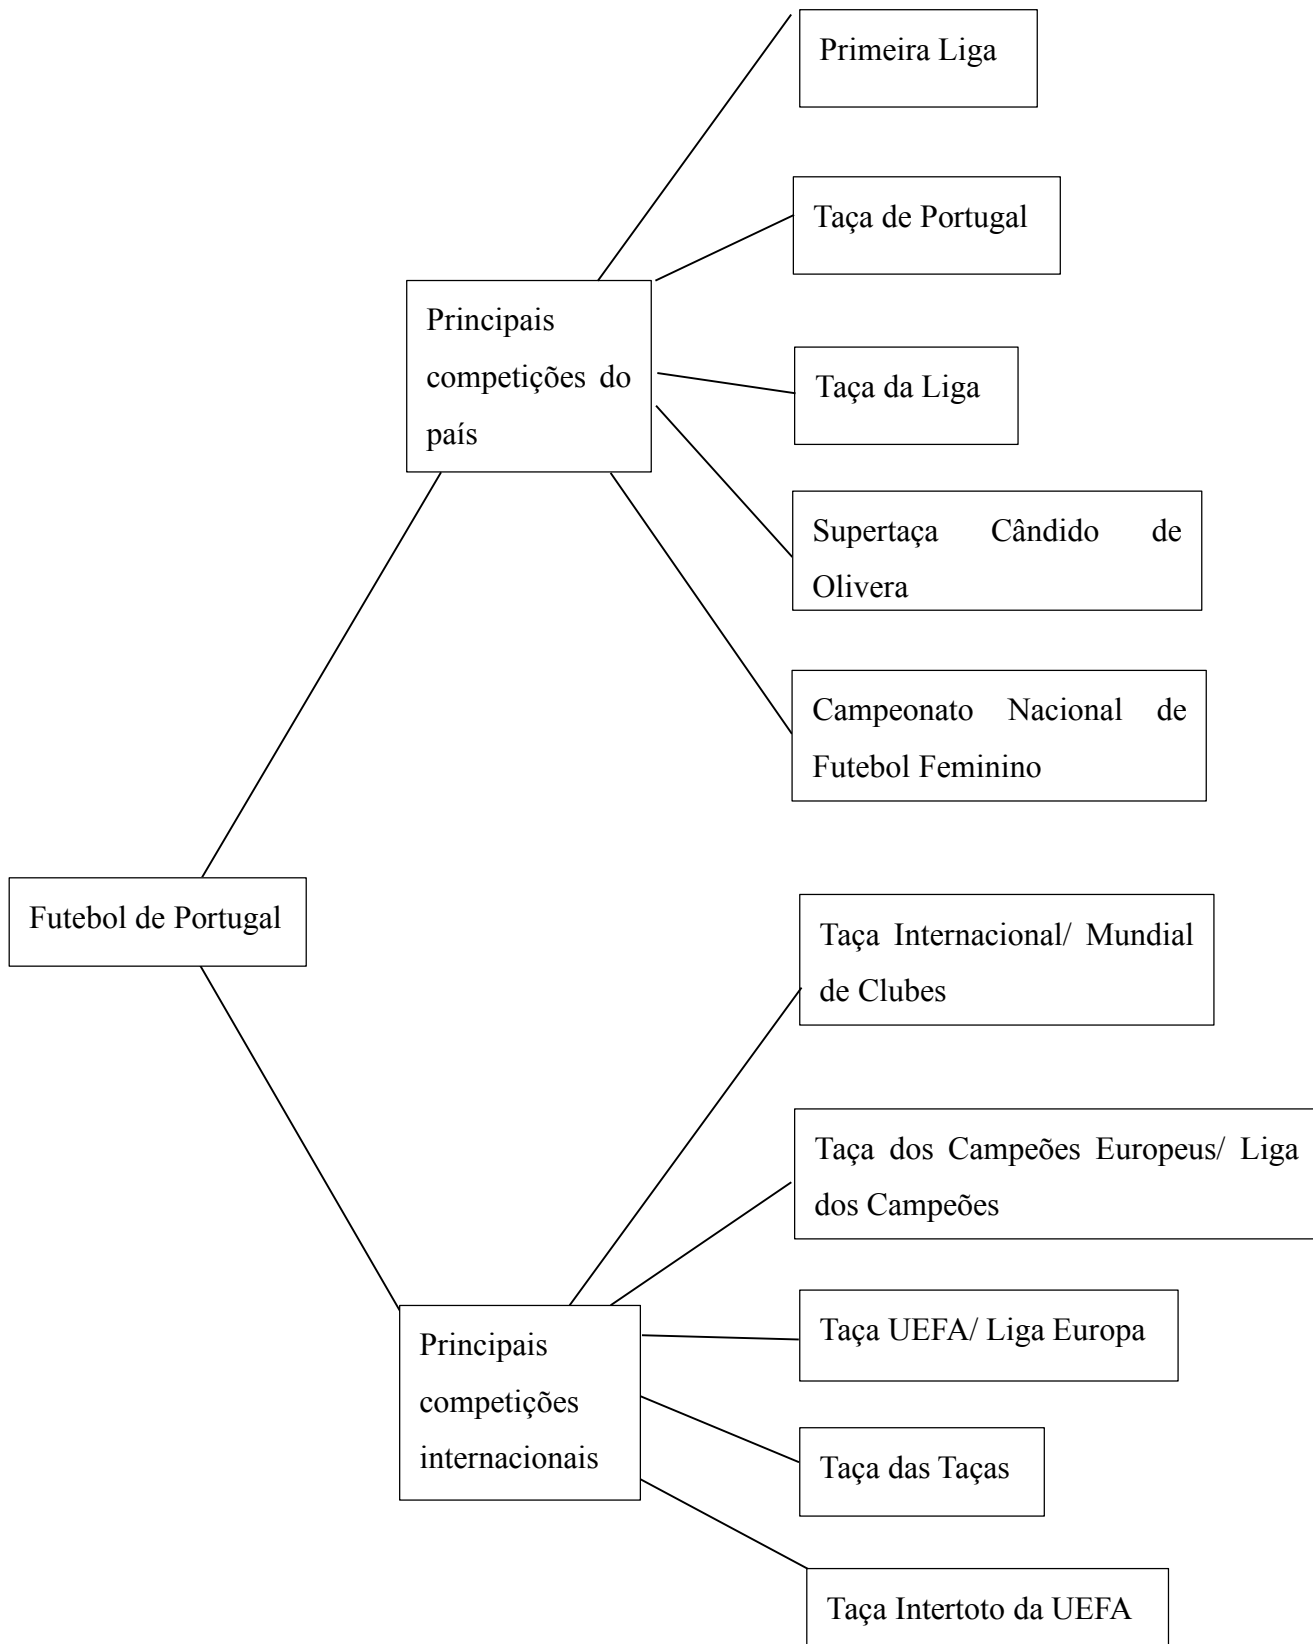 Primeira Liga
Taça de Portugal
Principais
competições do
país
Taça da Liga
Supertaça Cândido de
Olivera
Campeonato Nacional de
Futebol Feminino
Futebol de Portugal
Taça Internacional/ Mundial
de Clubes
Taça dos Campeões Europeus/ Liga
dos Campeões
Principais
competições
internacionais
Taça UEFA/ Liga Europa
Taça das Taças
Taça Intertoto da UEFA